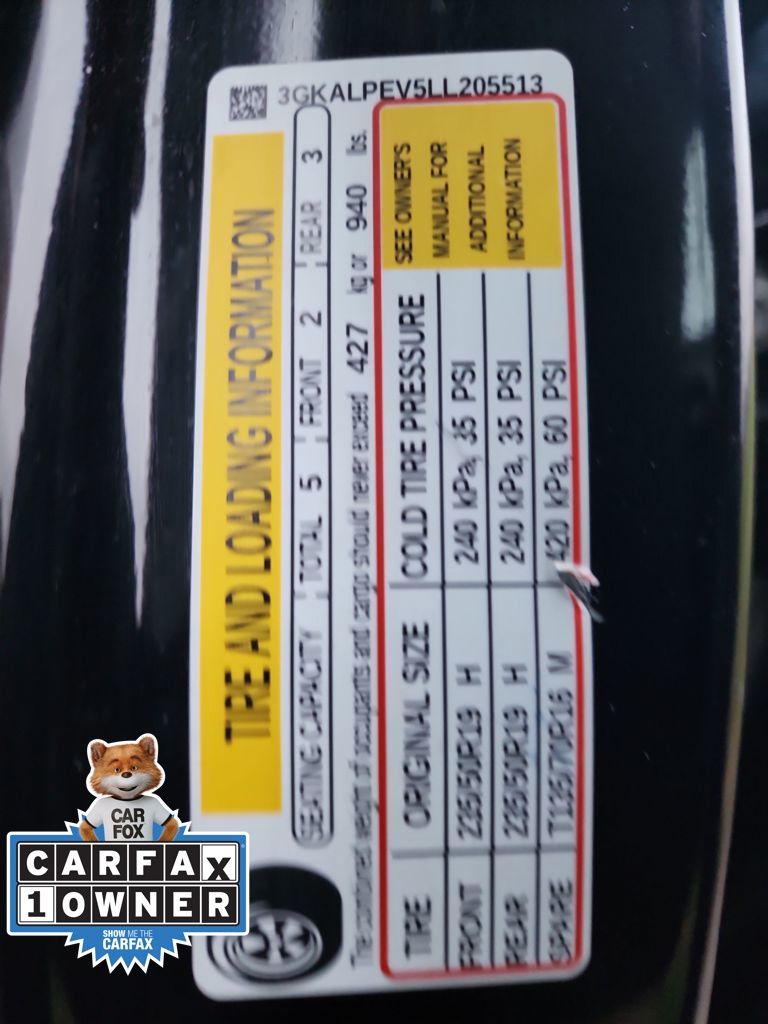 3GKALPEV5LL205513
TIRE AND LOADING INFORMATION
SEATING CAPACITY TOTAL 5 FRONT 2 REAR 3
The combined weight of occupants and cargo should never exceed 427 kg or 940 lbs.
TIRE ORIGINAL SIZE COLD TIRE PRESSURE
FRONT 235/50R19 H 240 kPa, 35 PSI
REAR 235/50R19 H 240 kPa, 35 PSI
SPARE T135/70R16 M 420 kPa, 60 PSI
SEE OWNER'S
MANUAL FOR
ADDITIONAL
INFORMATION
CAR
FOX
CARFAX
1 OWNER
SHOW ME THE
CARFAX